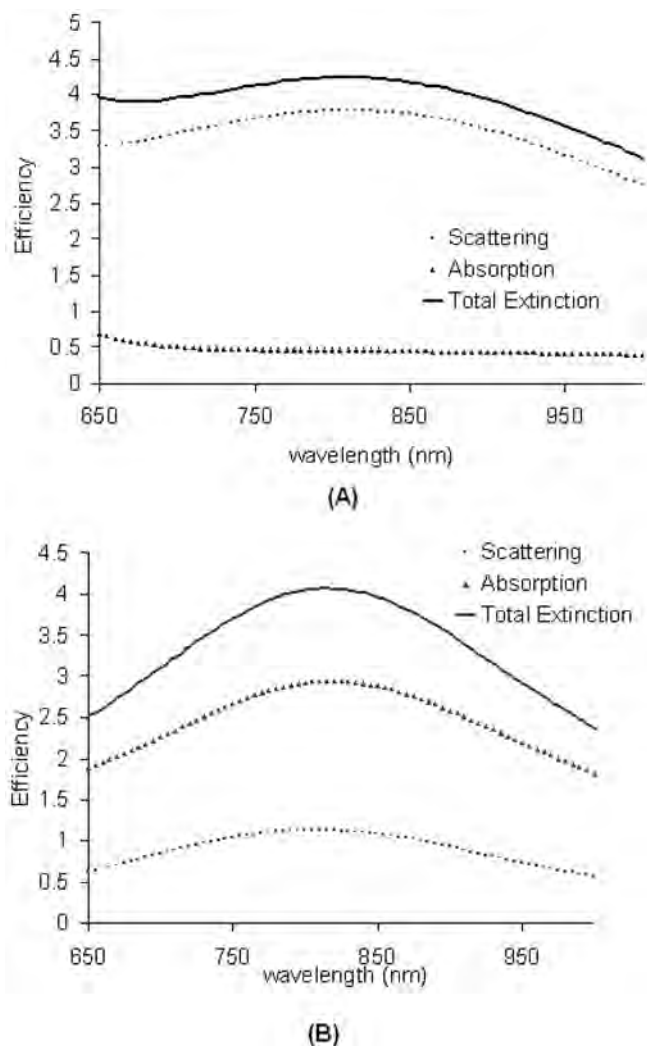 5
4.5
4
3.5
3
2.5
2
1.5
1
0.5
0
Efficiency
Scattering
Absorption
Total Extinction
650 750 850 950
wavelength (nm)
(A)
4.5
4
3.5
3
2.5
2
1.5
1
0.5
0
Efficiency
Scattering
Absorption
Total Extinction
650 750 850 950
wavelength (nm)
(B)